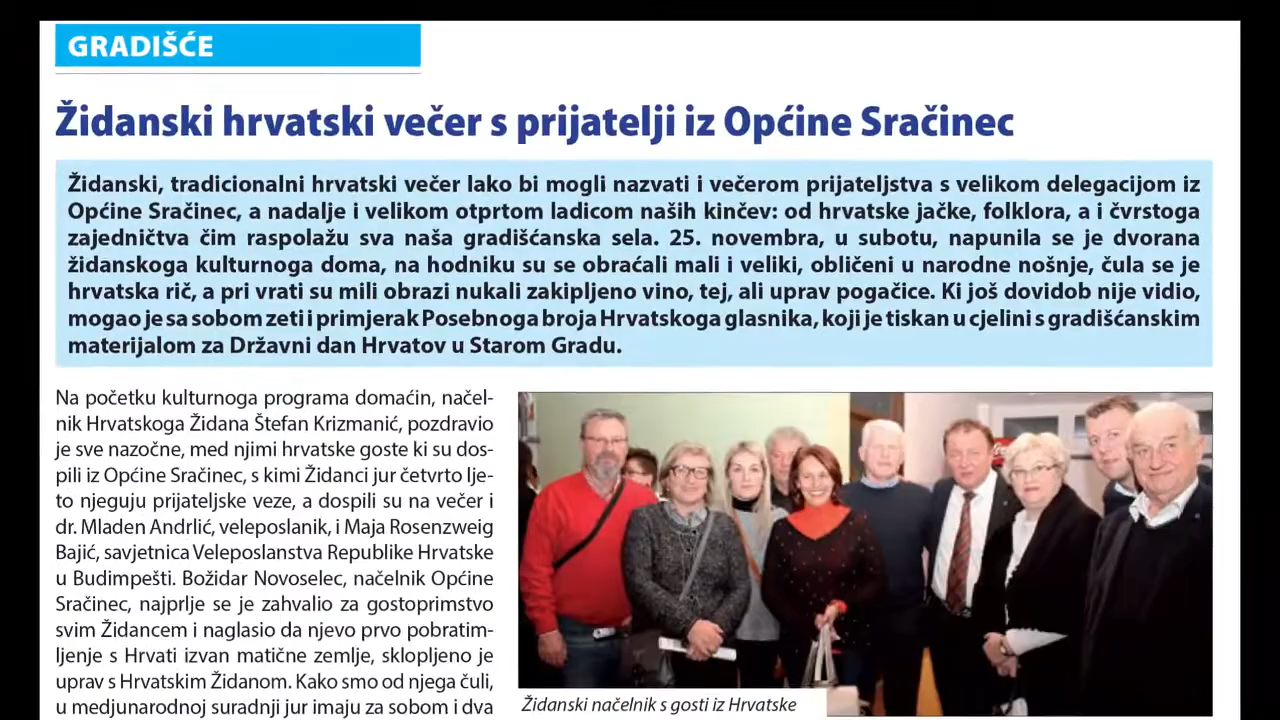 GRADIŠĆE
Židanski hrvatski večer s prijatelji iz Općine Sračinec
Židanski, tradicionalni hrvatski večer lako bi mogli nazvati i večerom prijateljstva s velikom delegacijom iz
Općine Sračinec, a nadalje i velikom otprtom ladicom naših kinčev: od hrvatske jačke, folklora, a i čvrstoga
zajedničtva čim raspolažu sva naša gradišćanska sela. 25. novembra, u subotu, napunila se je dvorana
židanskoga kulturnoga doma, na hodniku su se obraćali mali i veliki, obličeni u narodne nošnje, čula se je
hrvatska rič, a pri vrati su mili obrazi nukali zakipljeno vino, tej, ali uprav pogačice. Ki još dovidob nije vidio,
mogao je sa sobom zeti i primjerak Posebnoga broja Hrvatskoga glasnika, koji je tiskan u cjelini s gradišćanskim
materijalom za Državni dan Hrvatov u Starom Gradu.
Na početku kulturnoga programa domaćin, načel-
nik Hrvatskoga Židana Štefan Krizmanić, pozdravio
je sve nazočne, med njimi hrvatske goste ki su dos-
pili iz Općine Sračinec, s kimi Židanci jur četvrto lje-
to njeguju prijateljske veze, a dospili su na večer i
dr. Mladen Andrlić, veleposlanik, i Maja Rosenzweig
Bajić, savjetnica Veleposlanstva Republike Hrvatske
u Budimpešti. Božidar Novoselec, načelnik Općine
Sračinec, najprlje se je zahvalio za gostoprimstvo
svim Židancem i naglasio da njevo prvo pobratim-
ljenje s Hrvati izvan matične zemlje, sklopljeno je
uprav s Hrvatskim Židanom. Kako smo od njega čuli,
u medjunarodnoj suradnji jur imaju za sobom i dva
Židanski načelnik s gosti iz Hrvatske